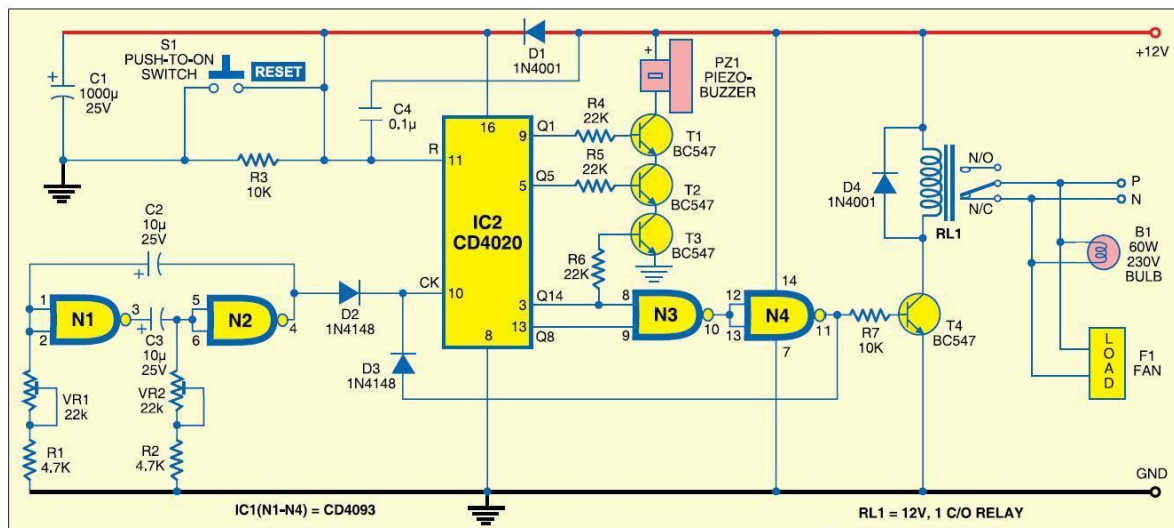 S1
PUSH-TO-ON
SWITCH
RESET
+
C1
1000µ
25V
R3
10K
C4
0.1µ
D1
1N4001
+
PZ1
PIEZO-
BUZZER
+12V
16
R
11
9
Q1
R4
22K
T1
BC547
5
Q5
R5
22K
T2
BC547
T3
BC547
R6
22K
IC2
CD4020
CK
10
3
Q14
13
Q8
8
C2
10µ
25V
+
1
2
N1
3
+
C3
10µ
25V
5
6
N2
4
D2
1N4148
D3
1N4148
8
9
N3
10
12
13
N4
11
14
7
R7
10K
T4
BC547
D4
1N4001
RL1
N/O
N/C
P
N
B1
60W
230V
BULB
LOAD
F1
FAN
VR1
22k
VR2
22k
R1
4.7K
R2
4.7K
GND
IC1(N1-N4) = CD4093
RL1 = 12V, 1 C/O RELAY